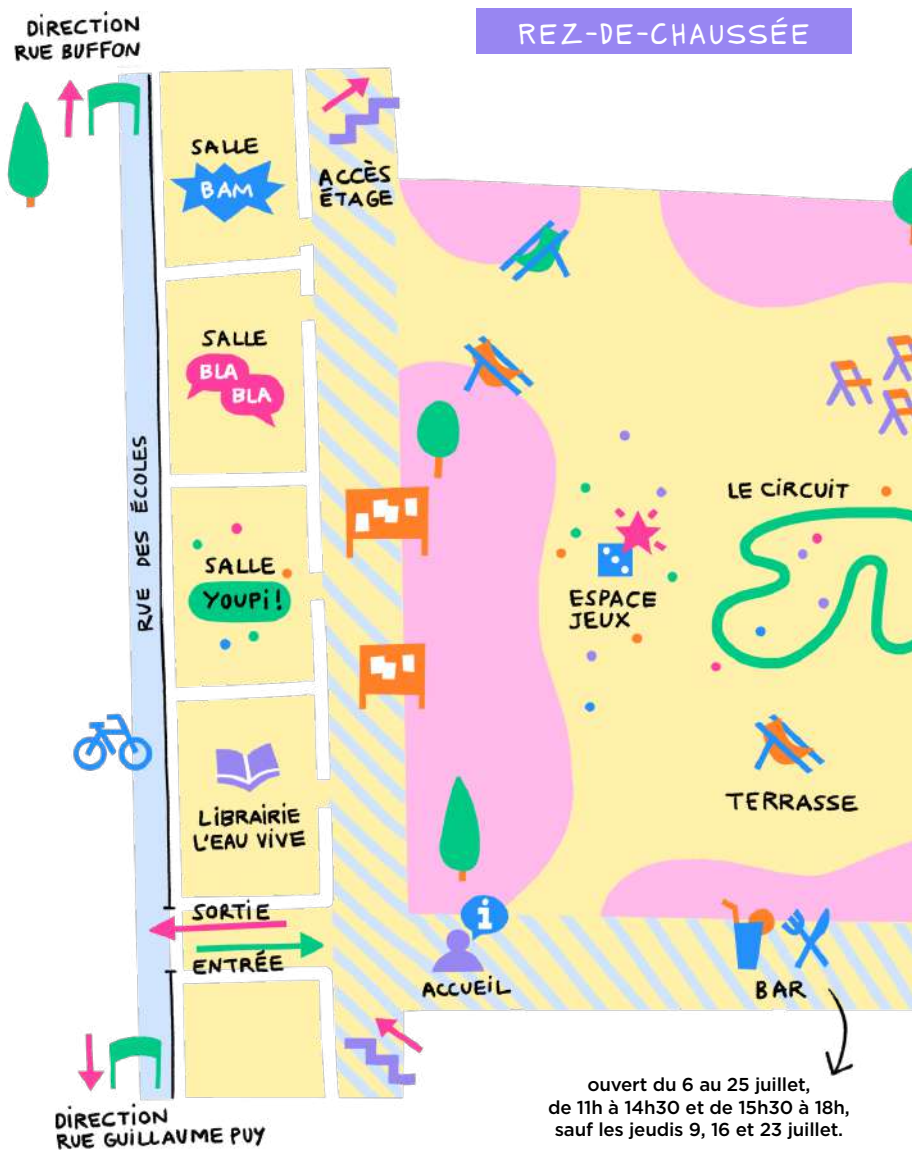 DIRECTION
RUE BUFFON
REZ-DE-CHAUSSÉE
SALLE
BAM
ACCÈS
ÉTAGE
SALLE
BLA
BLA
RUE DES ÉCOLES
LE CIRCUIT
SALLE
YOUPI!
ESPACE
JEUX
LIBRAIRIE
L'EAU VIVE
TERRASSE
SORTIE
ENTRÉE
i
ACCUEIL
BAR
ouvert du 6 au 25 juillet,
de 11h à 14h30 et de 15h30 à 18h,
sauf les jeudis 9, 16 et 23 juillet.
DIRECTION
RUE GUILLAUME PUY